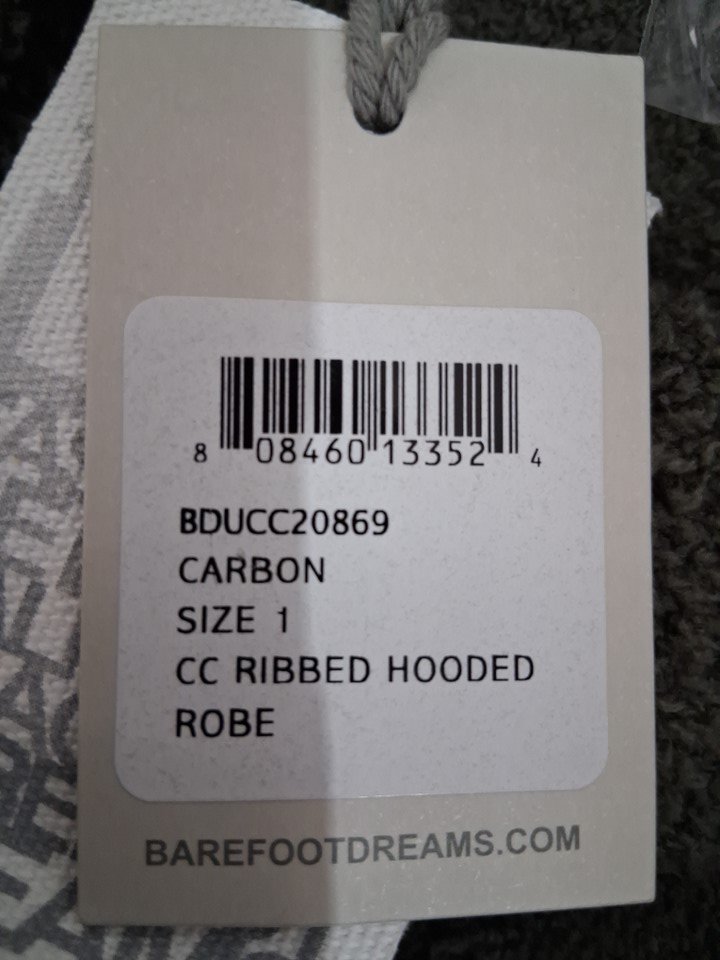 8 08460 13352 4
BDUCC20869
CARBON
SIZE 1
CC RIBBED HOODED
ROBE
BAREFOOTDREAMS.COM